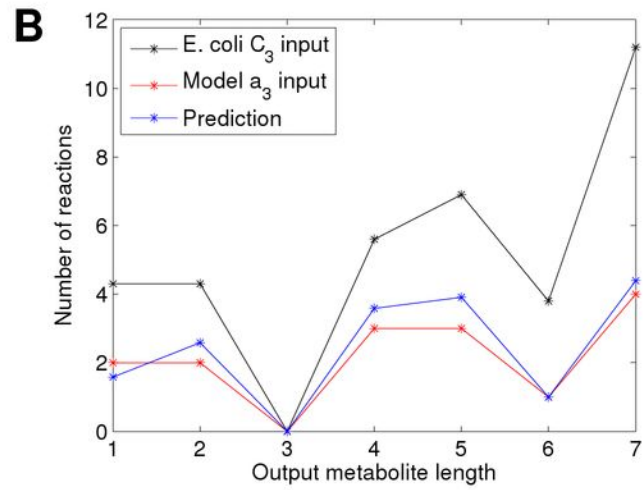 B
12
10
8
6
4
2
0
Number of reactions
E. coli C3 input
Model a3 input
Prediction
1 2 3 4 5 6 7
Output metabolite length